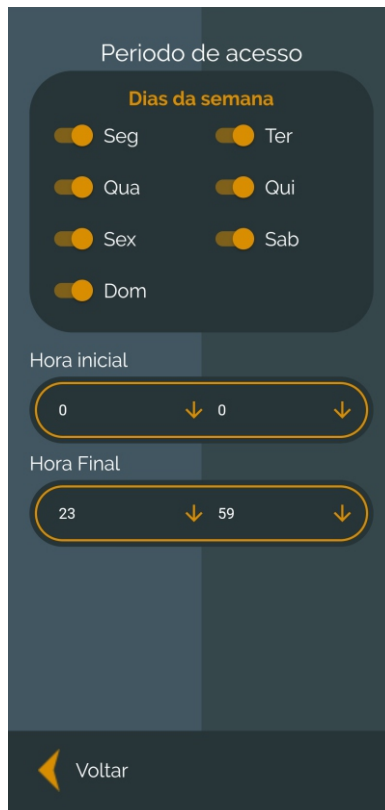 Periodo de acesso
Dias da semana
Seg Ter
Qua Qui
Sex Sab
Dom
Hora inicial
0 0
Hora Final
23 59
Voltar